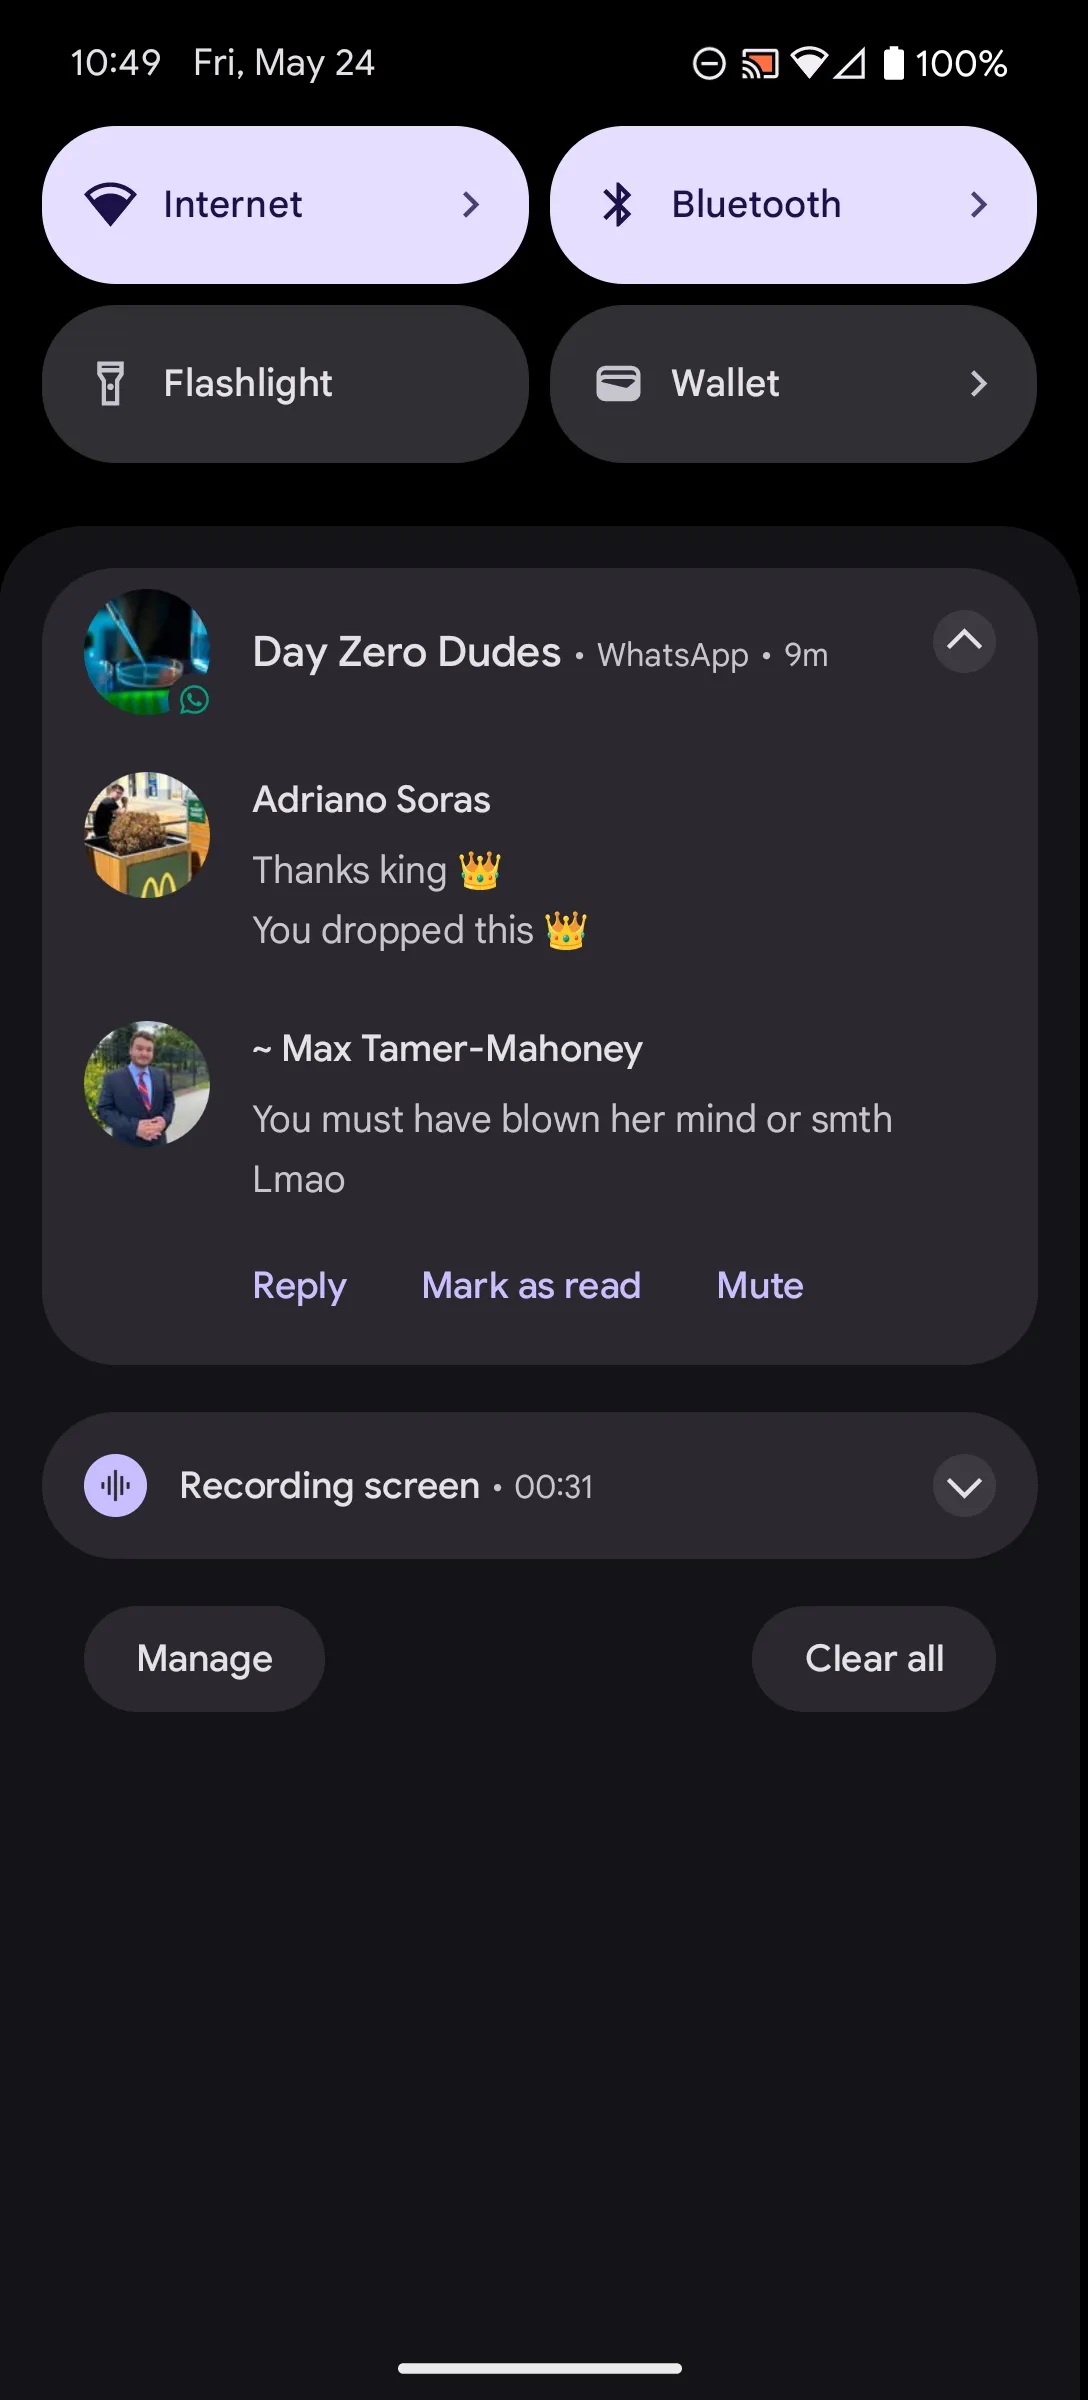 10:49 Fri, May 24 100%
Internet Bluetooth
Flashlight Wallet
Day Zero Dudes • WhatsApp • 9m
Adriano Soras
Thanks king 👑
You dropped this 👑
~ Max Tamer-Mahoney
You must have blown her mind or smth
Lmao
Reply Mark as read Mute
Recording screen • 00:31
Manage Clear all